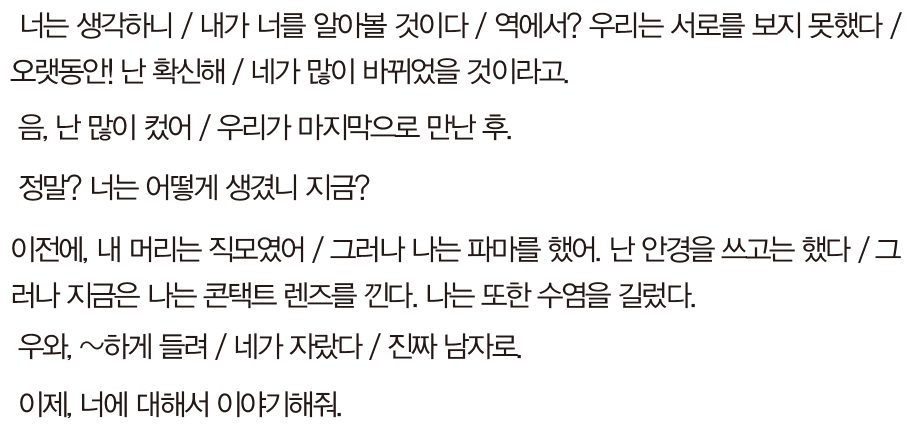 너는 생각하니 / 내가 너를 알아볼 것이다 / 역에서? 우리는 서로를 보지 못했다 /
오랫동안! 난 확신해 / 네가 많이 바뀌었을 것이라고.
음, 난 많이 컸어 / 우리가 마지막으로 만난 후.
정말? 너는 어떻게 생겼니 지금?
이전에, 내 머리는 직모였어 / 그러나 나는 파마를 했어. 난 안경을 쓰고는 했다 / 그
러나 지금은 나는 콘택트 렌즈를 낀다. 나는 또한 수염을 길렀다.
우와, ～하게 들려 / 네가 자랐다 / 진짜 남자로.
이제, 너에 대해서 이야기해줘.